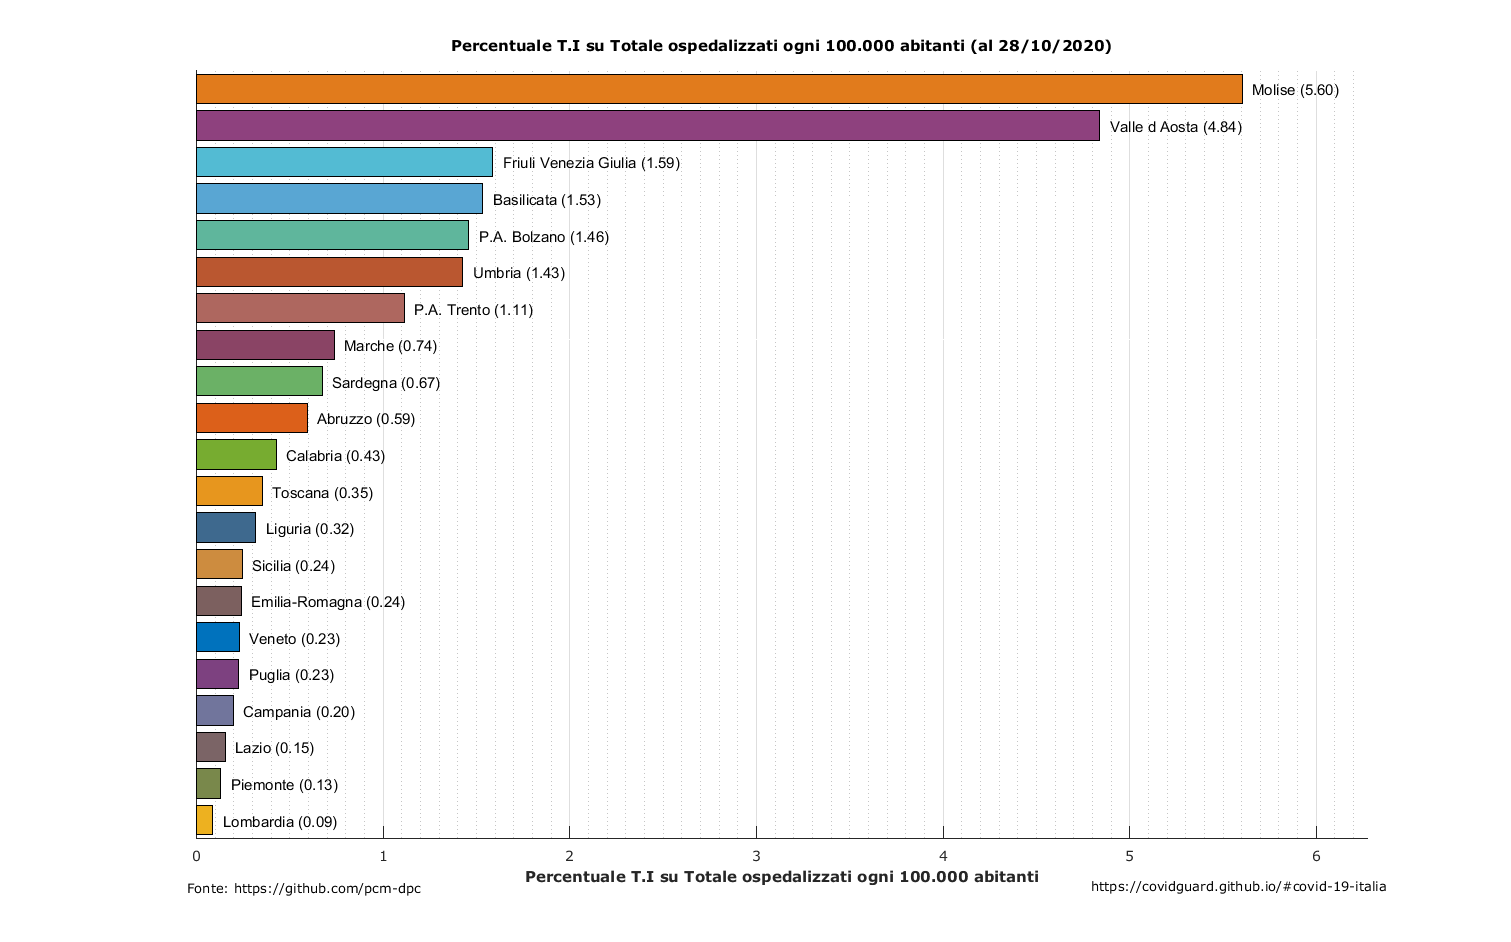 Percentuale T.I su Totale ospedalizzati ogni 100.000 abitanti (al 28/10/2020)
Molise (5.60)
Valle d Aosta (4.84)
Friuli Venezia Giulia (1.59)
Basilicata (1.53)
P.A. Bolzano (1.46)
Umbria (1.43)
P.A. Trento (1.11)
Marche (0.74)
Sardegna (0.67)
Abruzzo (0.59)
Calabria (0.43)
Toscana (0.35)
Liguria (0.32)
Sicilia (0.24)
Emilia-Romagna (0.24)
Veneto (0.23)
Puglia (0.23)
Campania (0.20)
Lazio (0.15)
Piemonte (0.13)
Lombardia (0.09)
0 1 2 3 4 5 6
Percentuale T.I su Totale ospedalizzati ogni 100.000 abitanti
Fonte: https://github.com/pcm-dpc
https://covidguard.github.io/#covid-19-italia